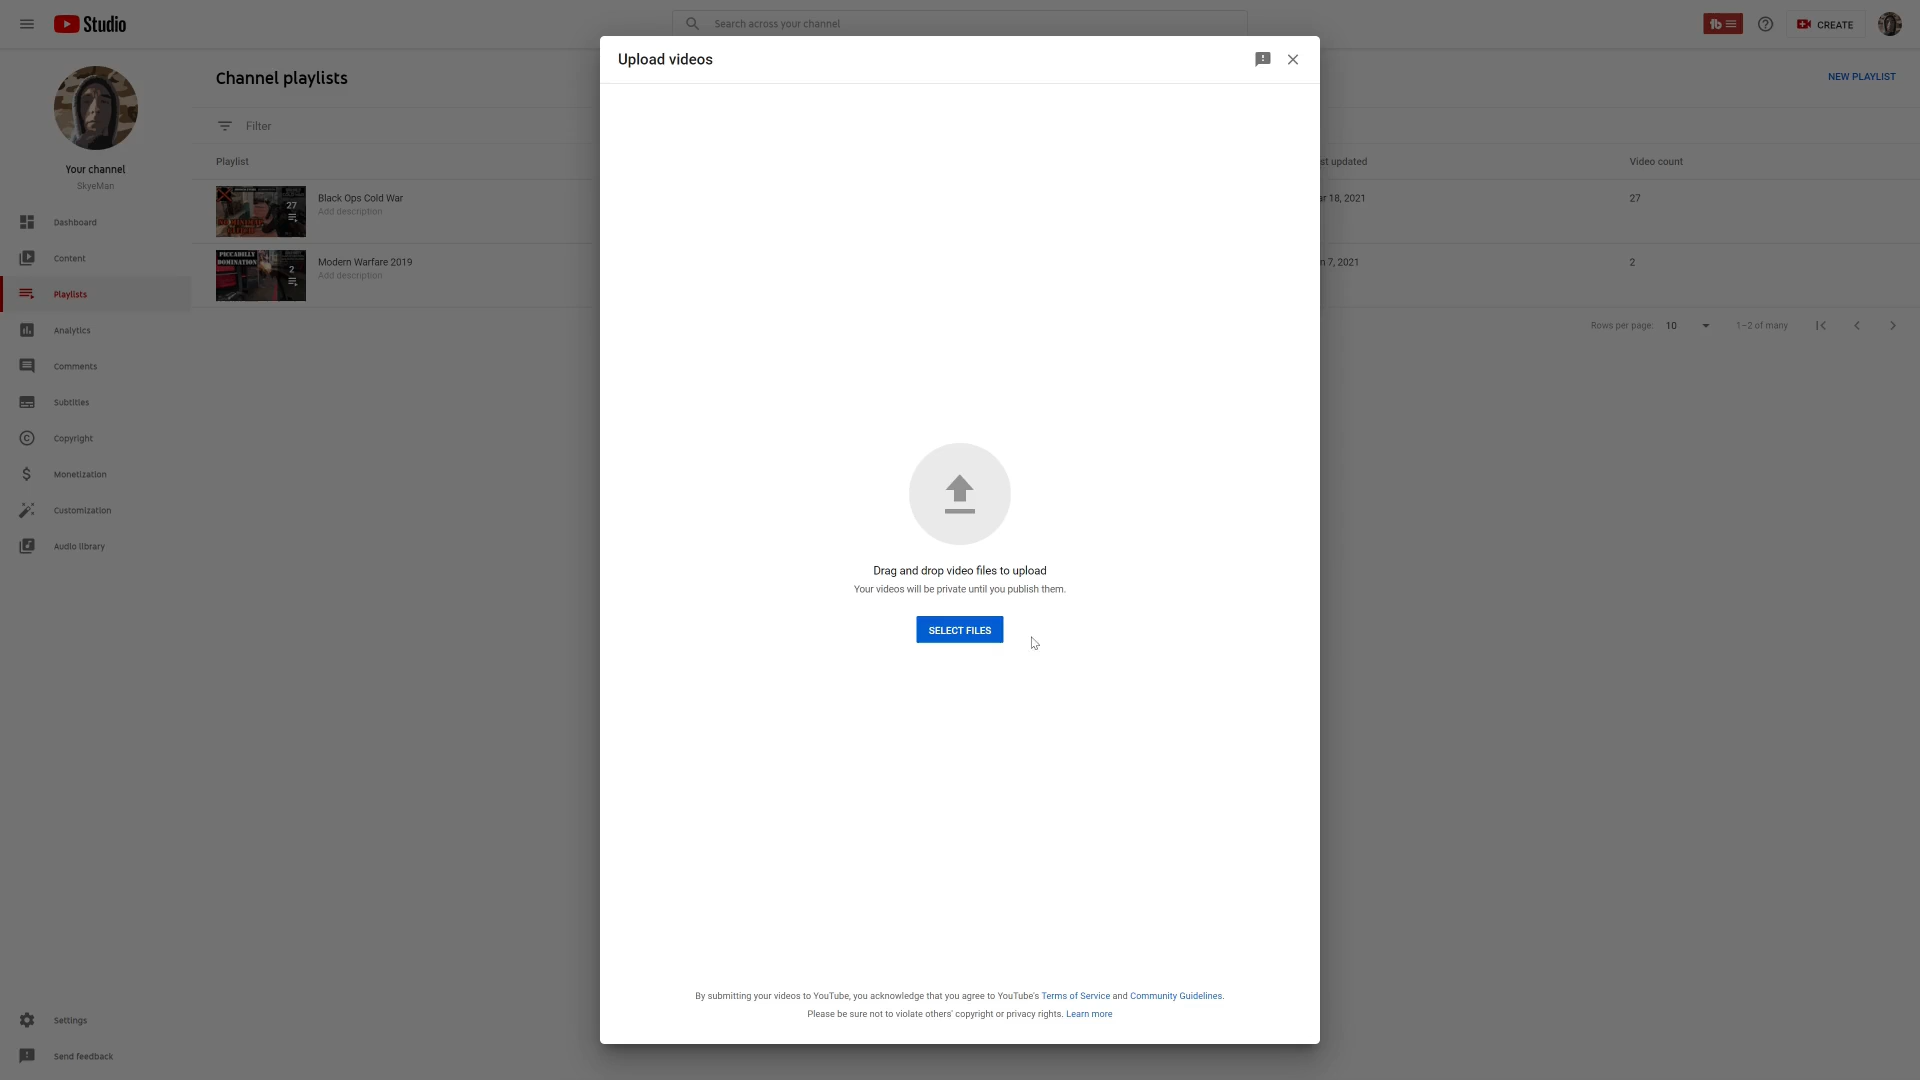 Studio
Search across your channel
CREATE
Upload videos
Channel playlists
NEW PLAYLIST
Filter
Playlist
st updated
Video count
27
Black Ops Cold War
Add description
ar 18, 2021
27
PICCADILLY
DOMINATION
2
Modern Warfare 2019
Add description
n 7, 2021
2
Rows per page:
10
1–2 of many
Your channel
SkyeMan
Dashboard
Content
Playlists
Analytics
Comments
Subtitles
Copyright
Monetization
Customization
Audio library
Settings
Send feedback
Drag and drop video files to upload
Your videos will be private until you publish them.
SELECT FILES
By submitting your videos to YouTube, you acknowledge that you agree to YouTube's Terms of Service and Community Guidelines.
Please be sure not to violate others' copyright or privacy rights. Learn more